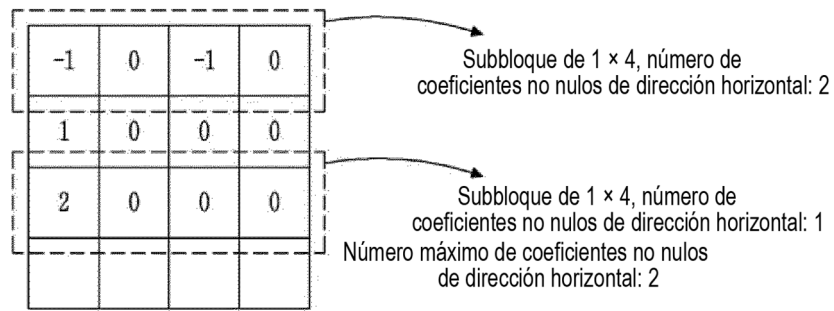 -1 0 -1 0
Subbloque de 1 × 4, número de
coeficientes no nulos de dirección horizontal: 2
1 0 0 0
2 0 0 0
Subbloque de 1 × 4, número de
coeficientes no nulos de dirección horizontal: 1
Número máximo de coeficientes no nulos
de dirección horizontal: 2